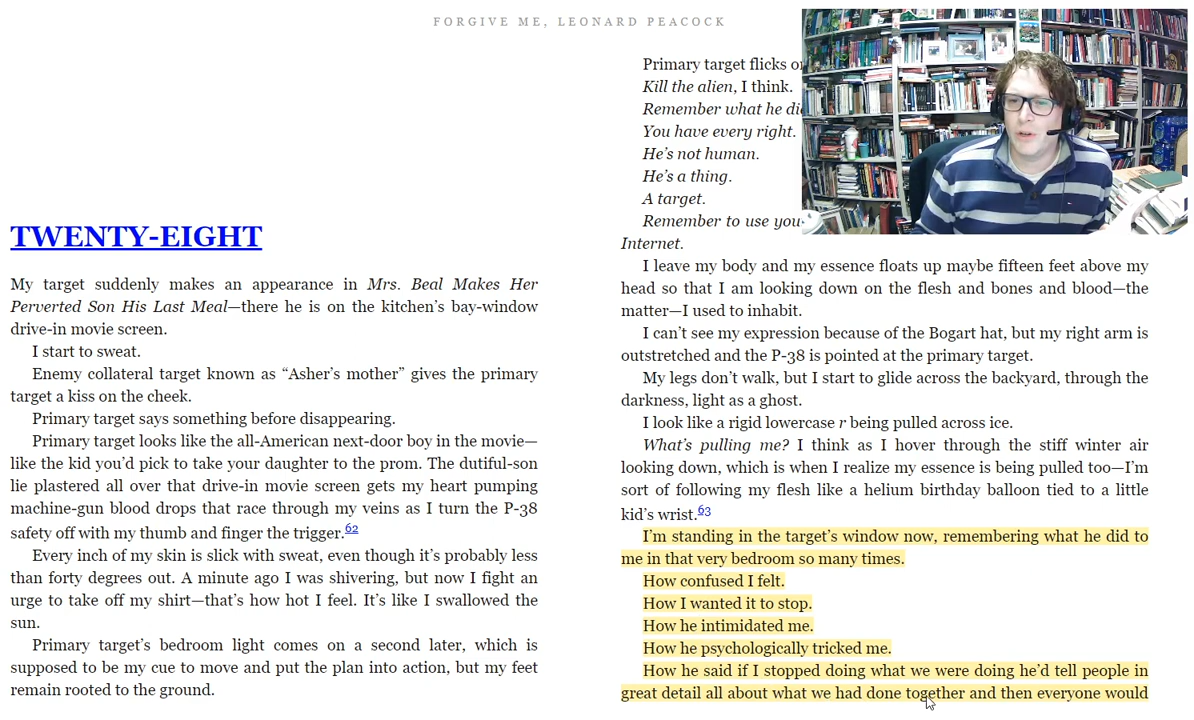 FORGIVE ME, LEONARD PEACOCK
TWENTY-EIGHT
My target suddenly makes an appearance in Mrs. Beal Makes Her
Perverted Son His Last Meal—there he is on the kitchen's bay-window
drive-in movie screen.
I start to sweat.
Enemy collateral target known as “Asher's mother” gives the primary
target a kiss on the cheek.
Primary target says something before disappearing.
Primary target looks like the all-American next-door boy in the movie—
like the kid you'd pick to take your daughter to the prom. The dutiful-son
lie plastered all over that drive-in movie screen gets my heart pumping
machine-gun blood drops that race through my veins as I turn the P-38
safety off with my thumb and finger the trigger.62
Every inch of my skin is slick with sweat, even though it's probably less
than forty degrees out. A minute ago I was shivering, but now I fight an
urge to take off my shirt—that's how hot I feel. It's like I swallowed the
sun.
Primary target's bedroom light comes on a second later, which is
supposed to be my cue to move and put the plan into action, but my feet
remain rooted to the ground.
Primary target flicks
Kill the alien, I think.
Remember what he
You have every right.
He's not human.
He's a thing.
A target.
Remember to use
Internet.
I leave my body and my essence floats up maybe fifteen feet above my
head so that I am looking down on the flesh and bones and blood—the
matter—I used to inhabit.
I can't see my expression because of the Bogart hat, but my right arm is
outstretched and the P-38 is pointed at the primary target.
My legs don't walk, but I start to glide across the backyard, through the
darkness, light as a ghost.
I look like a rigid lowercase r being pulled across ice.
What's pulling me? I think as I hover through the stiff winter air
looking down, which is when I realize my essence is being pulled too—I'm
sort of following my flesh like a helium birthday balloon tied to a little
kid's wrist.63
I'm standing in the target's window now, remembering what he did to
me in that very bedroom so many times.
How confused I felt.
How I wanted it to stop.
How he intimidated me.
How he psychologically tricked me.
How he said if I stopped doing what we were doing he'd tell people in
great detail all about what we had done together and then everyone would